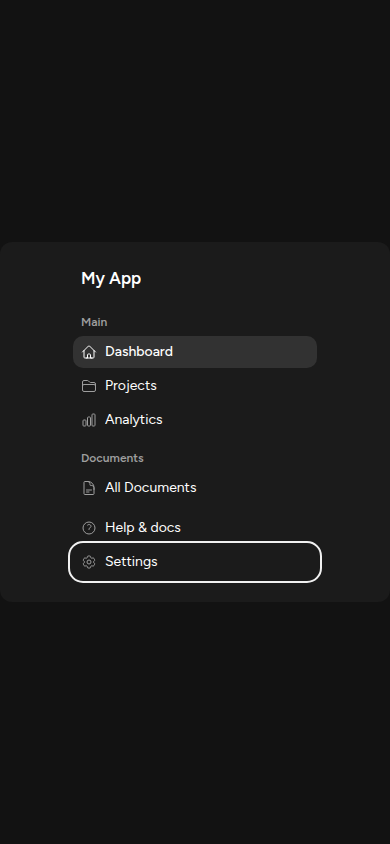 My App
Main
Dashboard
Projects
Analytics
Documents
All Documents
Help & docs
Settings